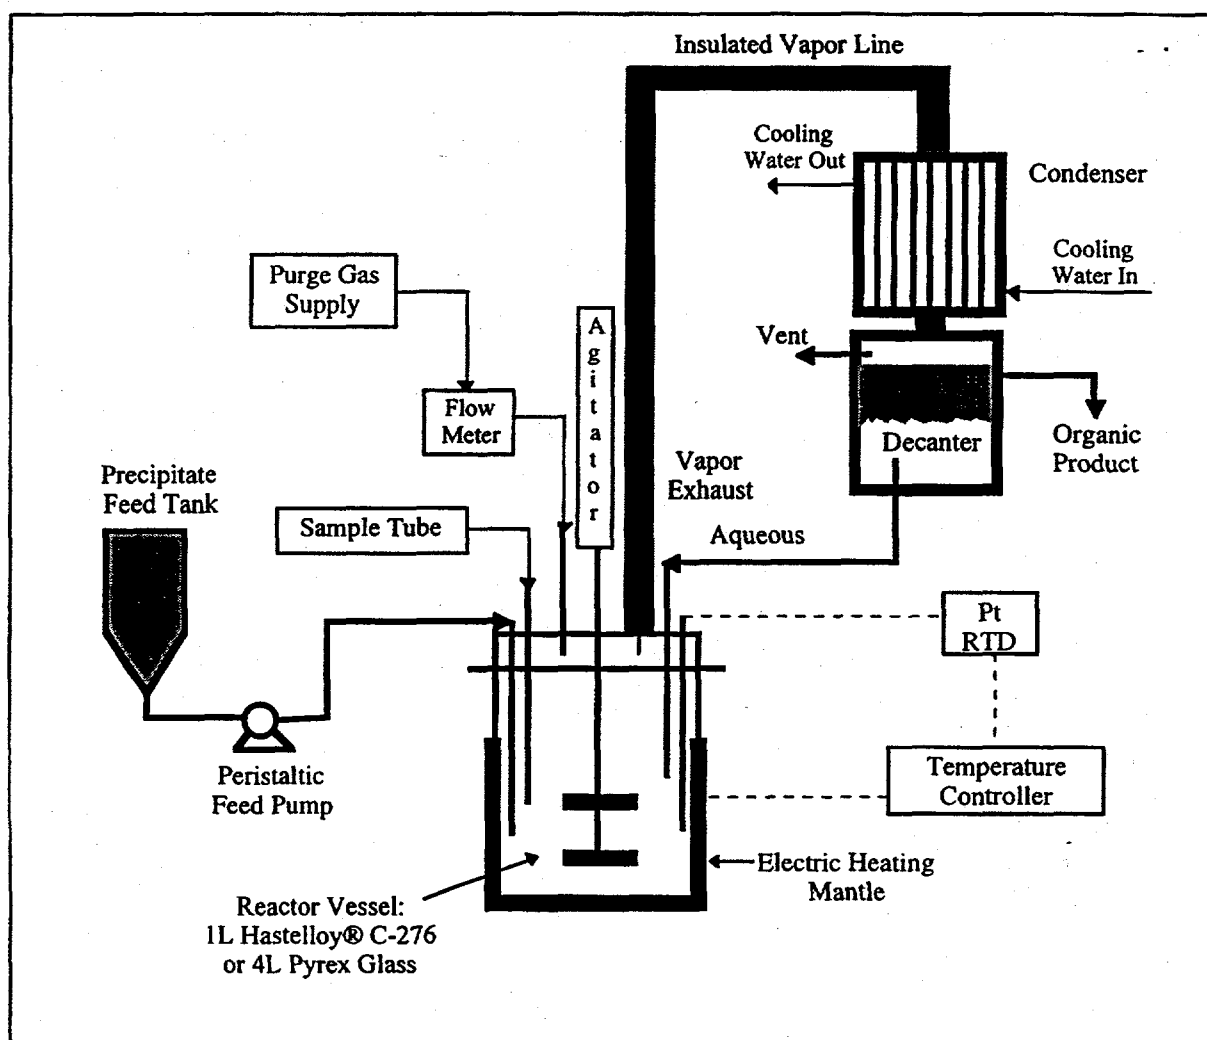 Insulated Vapor Line
Cooling
Water Out
Condenser
Cooling
Water In
Purge Gas
Supply
Agitator
Vent
Flow
Meter
Decanter
Organic
Product
Vapor
Exhaust
Precipitate
Feed Tank
Sample Tube
Aqueous
Pt
RTD
Peristaltic
Feed Pump
Temperature
Controller
Electric Heating
Mantle
Reactor Vessel:
1L Hastelloy® C-276
or 4L Pyrex Glass